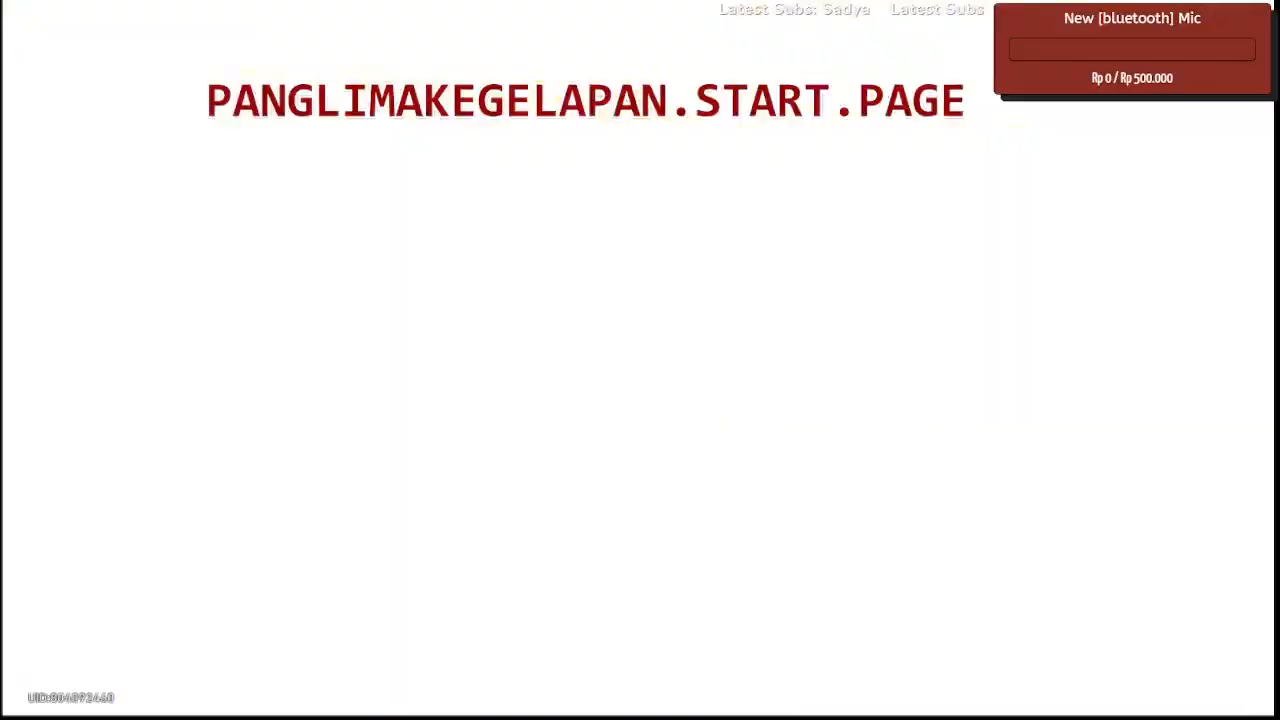 Latest Subs: Sadya Latest Subs
New [bluetooth] Mic
Rp 0 / Rp 500.000
PANGLIMAKEGELAPAN.START.PAGE